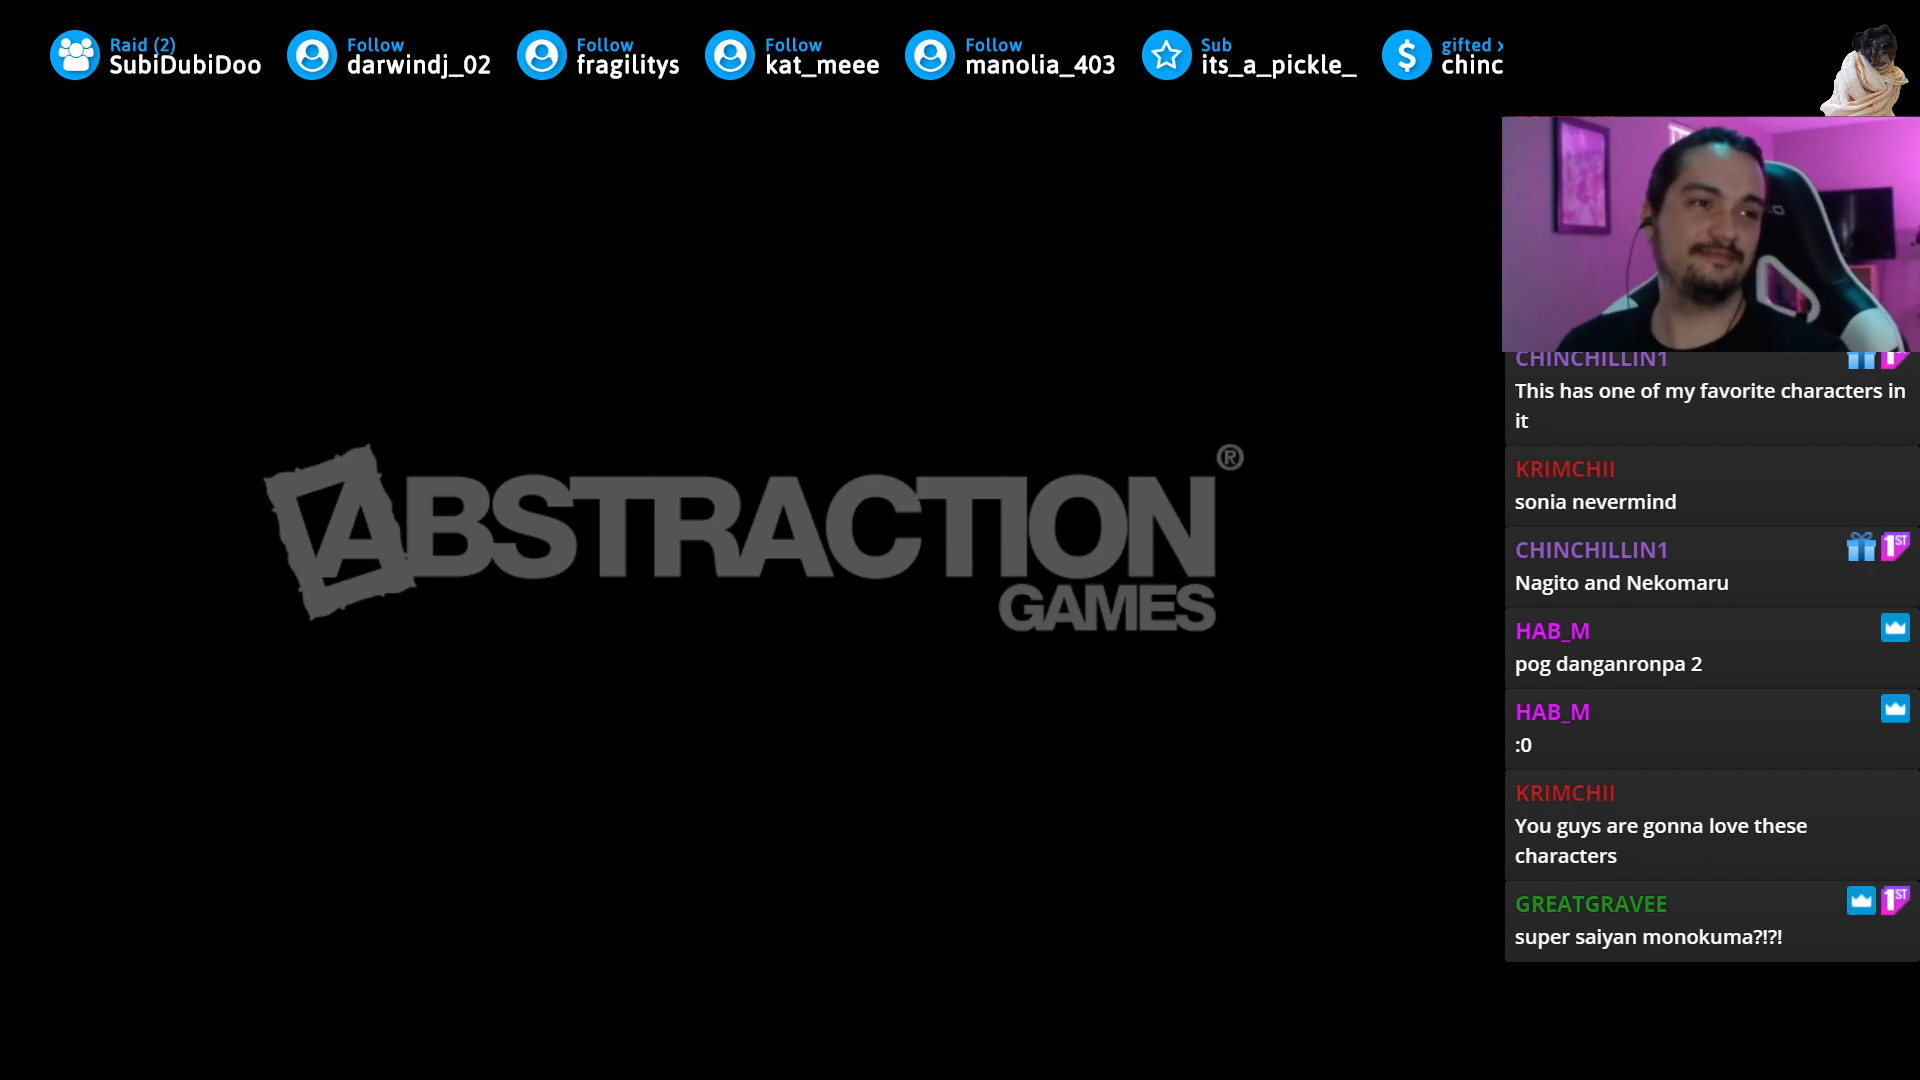 Raid (2)
SubiDubiDoo
Follow
darwindj_02
Follow
fragilitys
Follow
kat_meee
Follow
manolia_403
Sub
its_a_pickle_
gifted x
chinc
ABSTRACTION®
GAMES
CHINCHILLIN1
This has one of my favorite characters in
it
KRIMCHII
sonia nevermind
CHINCHILLIN1
1ST
Nagito and Nekomaru
HAB_M
pog danganronpa 2
HAB_M
:0
KRIMCHII
You guys are gonna love these
characters
GREATGRAVEE
1ST
super saiyan monokuma?!?!